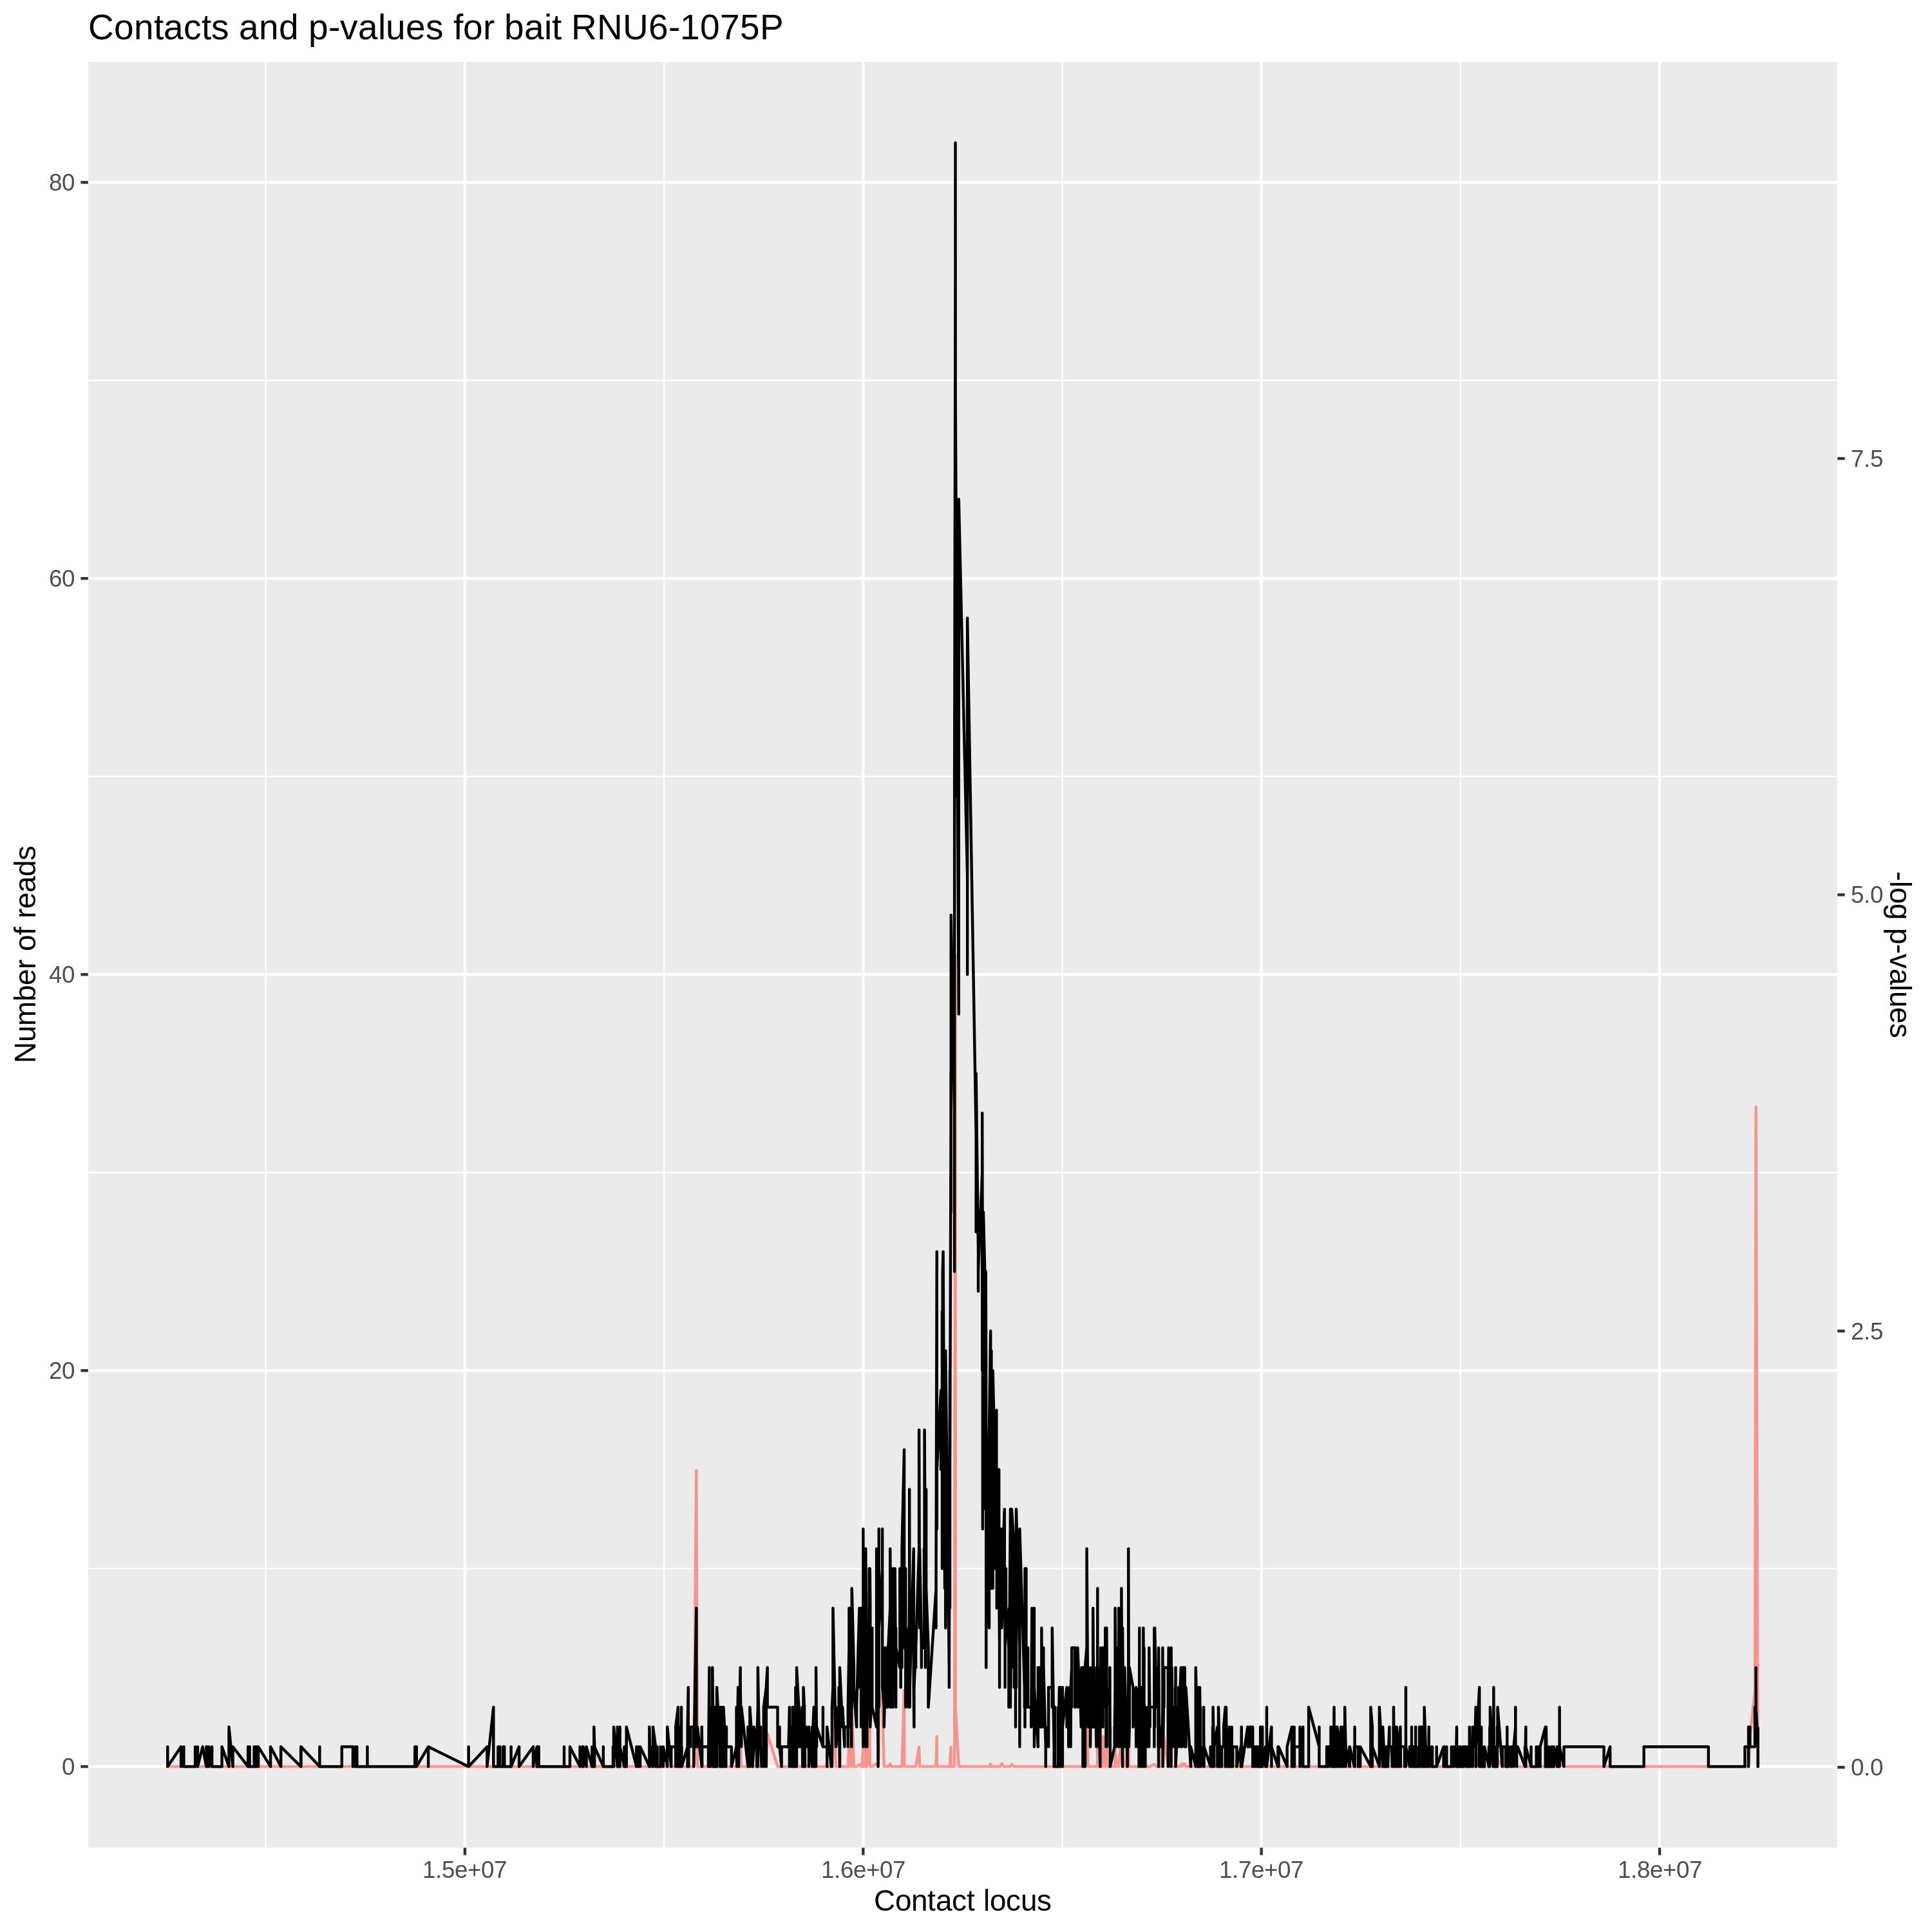 Contacts and p-values for bait RNU6-1075P
80
60
40
20
0
Number of reads
7.5
5.0
2.5
0.0
-log p-values
1.5e+07
1.6e+07
1.7e+07
1.8e+07
Contact locus